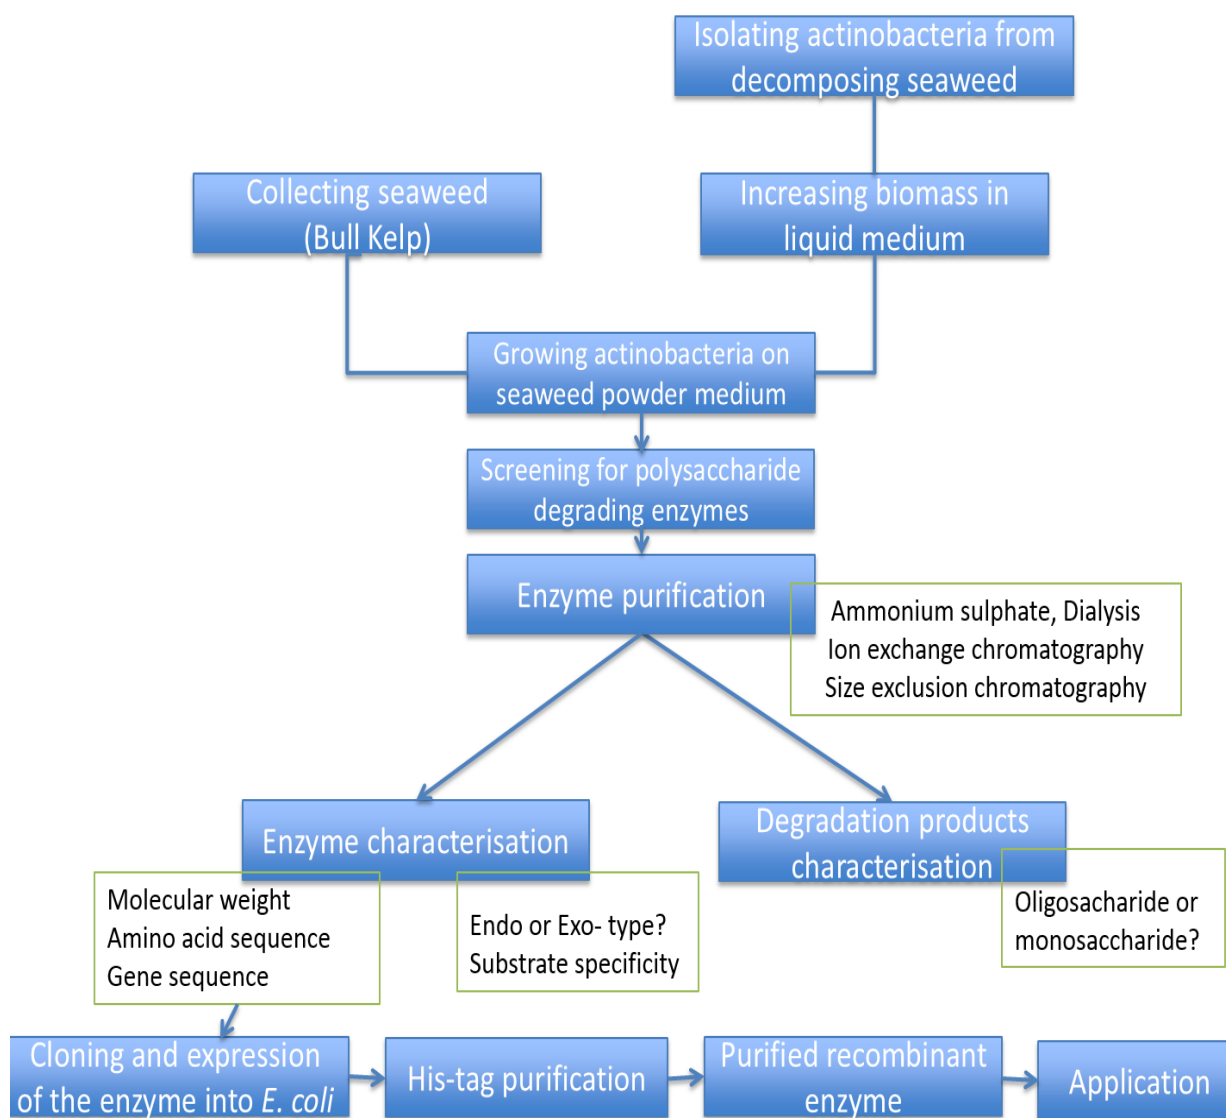 Isolating actinobacteria from
decomposing seaweed
Collecting seaweed
(Bull Kelp)
Increasing biomass in
liquid medium
Growing actinobacteria on
seaweed powder medium
Screening for polysaccharide
degrading enzymes
Enzyme purification
Ammonium sulphate, Dialysis
Ion exchange chromatography
Size exclusion chromatography
Enzyme characterisation
Degradation products
characterisation
Molecular weight
Amino acid sequence
Gene sequence
Endo or Exo- type?
Substrate specificity
Oligosacharide or
monosaccharide?
Cloning and expression
of the enzyme into E. coli
His-tag purification
Purified recombinant
enzyme
Application